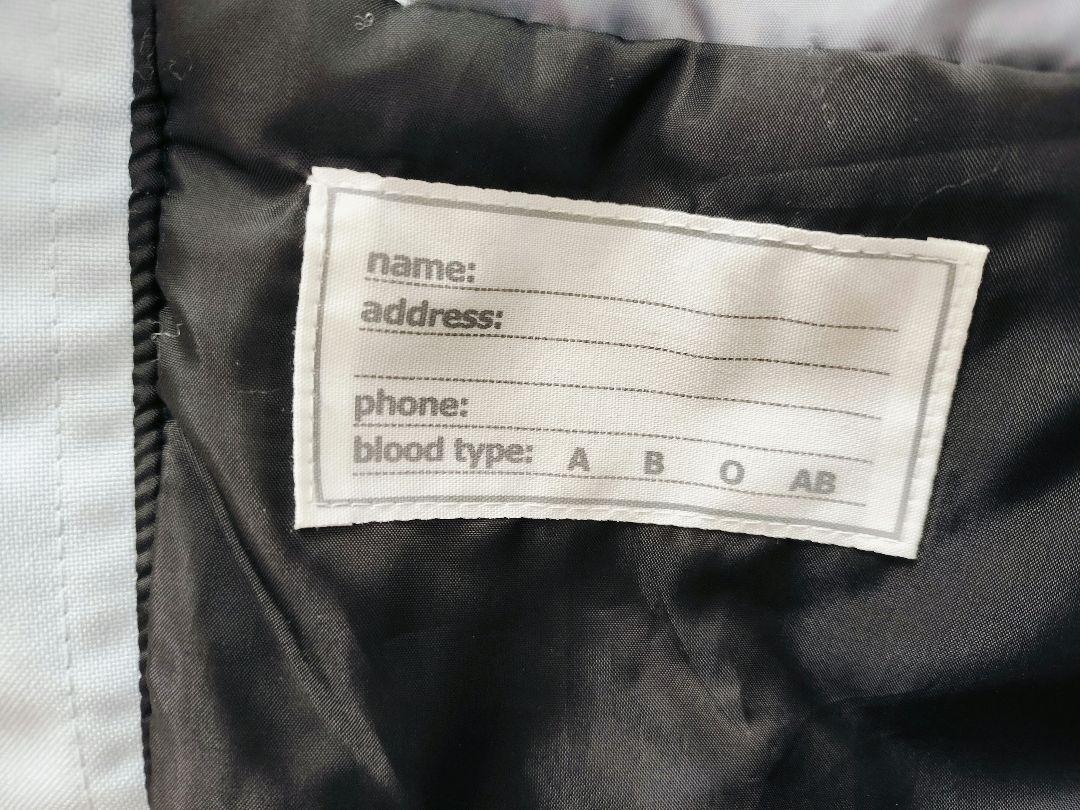 name:
address:
phone:
blood type: A B O AB